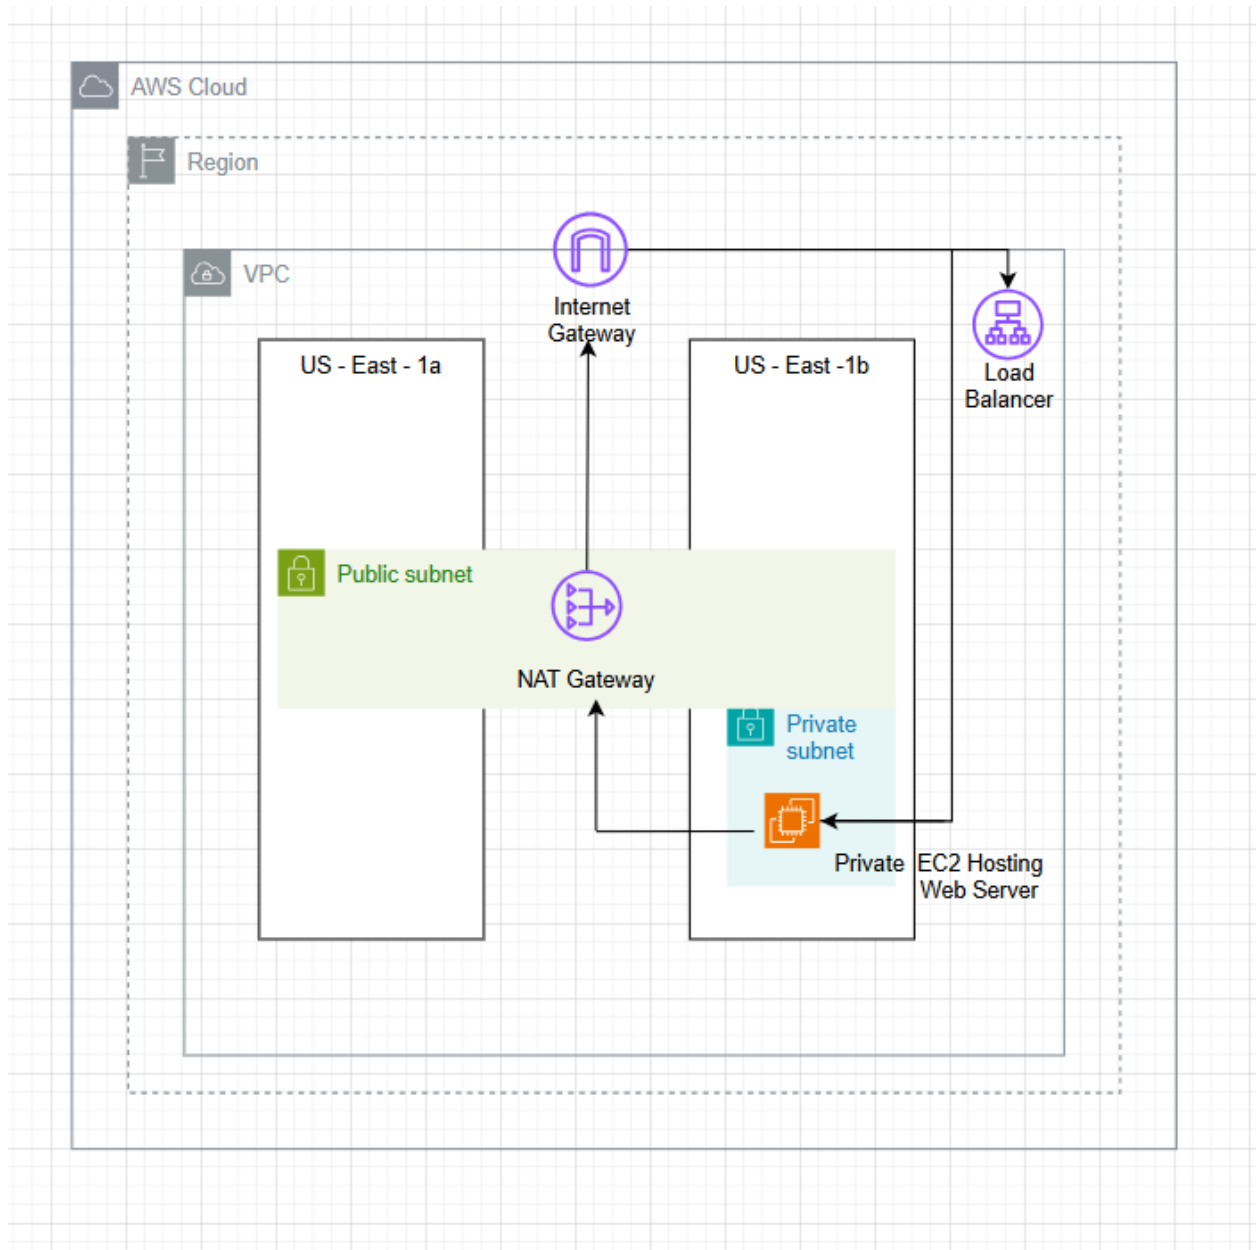 AWS Cloud
Region
VPC
Internet
Gateway
Load
Balancer
US - East - 1a
US - East -1b
Public subnet
NAT Gateway
Private
subnet
Private EC2 Hosting
Web Server